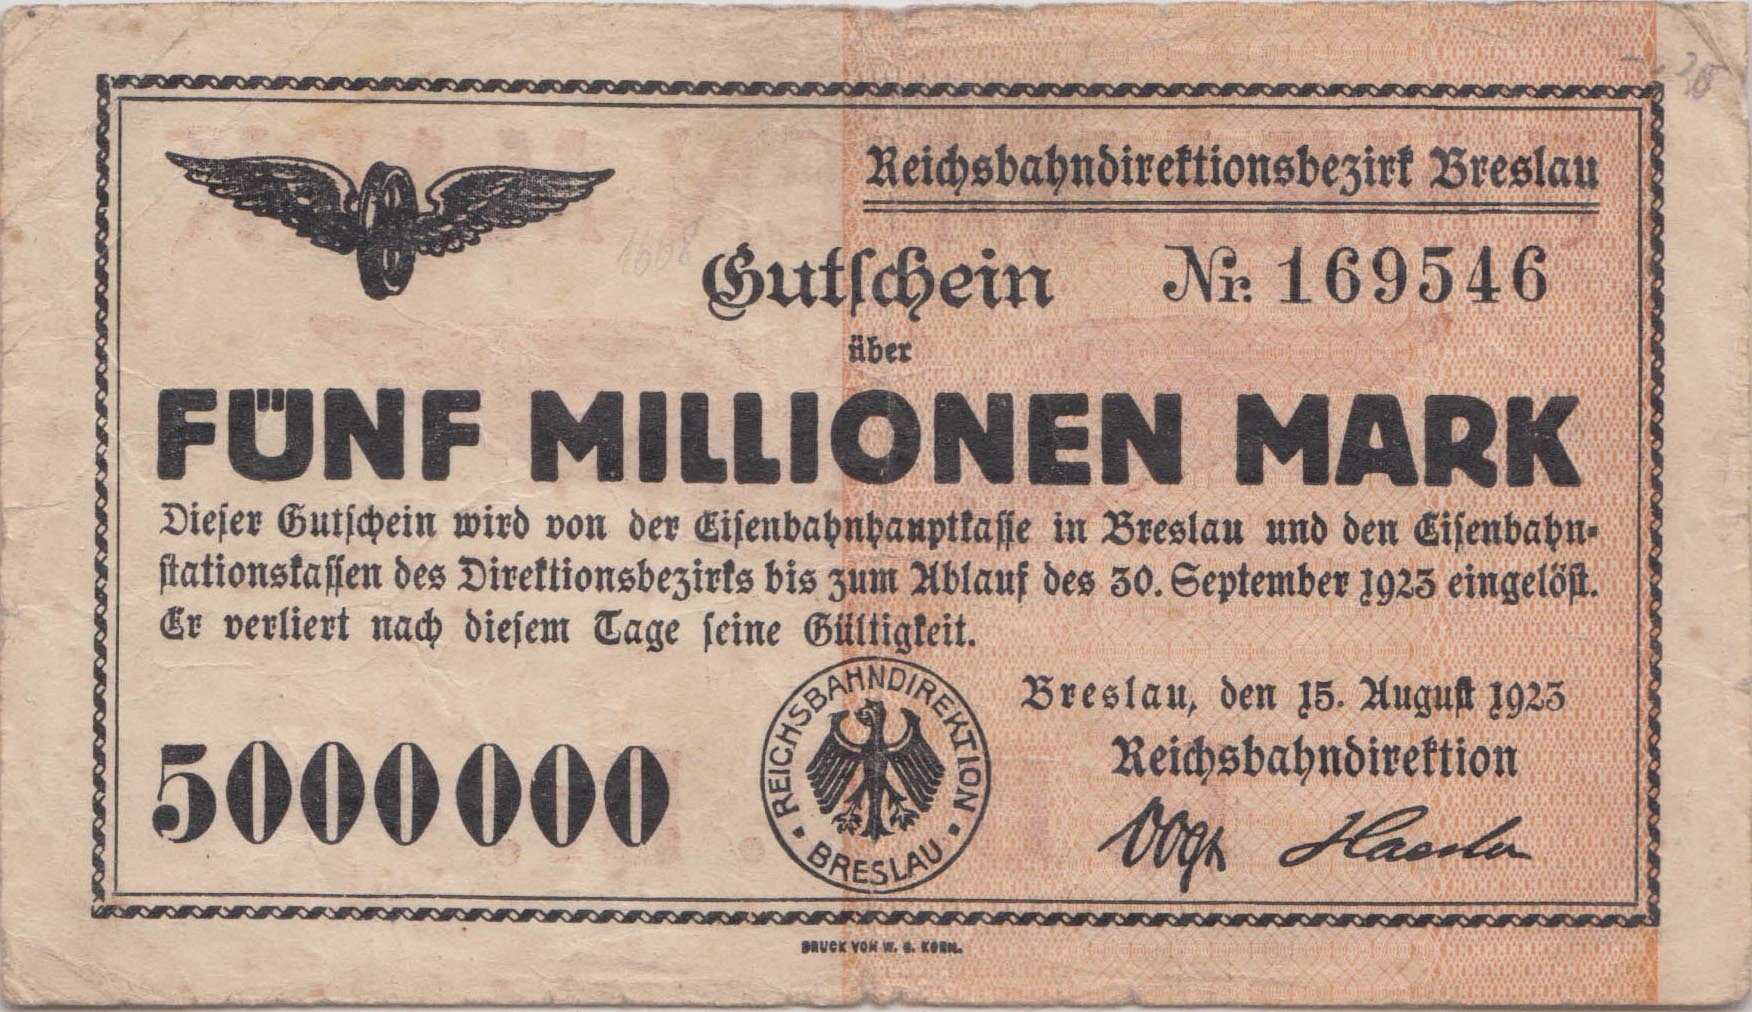 Reichsbahndirektionsbezirk Breslau
Gutschein Nr. 169546
über
FÜNF MILLIONEN MARK
Dieser Gutschein wird von der Eisenbahnhauptkasse in Breslau und den Eisenbahn-
stationskassen des Direktionsbezirks bis zum Ablauf des 30. September 1923 eingelöst.
Er verliert nach diesem Tage seine Gültigkeit.
Breslau, den 15. August 1923
Reichsbahndirektion
5000000
REICHSBAHNDIREKTION
BRESLAU
Vogt
DRUCK VON W. G. KORN.
1608